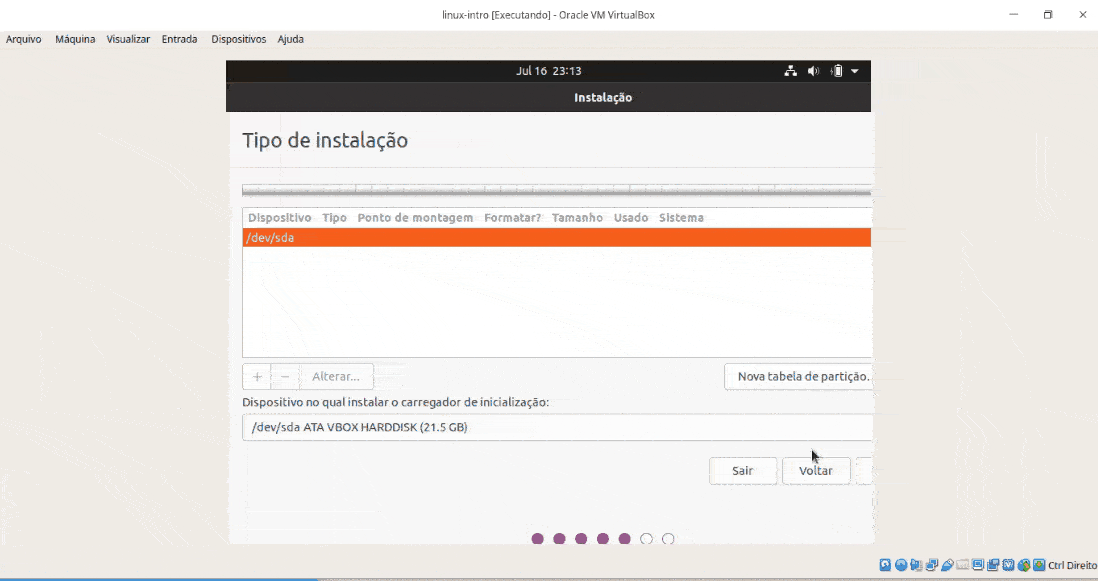 linux-intro [Executando] - Oracle VM VirtualBox
Arquivo Máquina Visualizar Entrada Dispositivos Ajuda
Jul 16 23:13
Instalação
Tipo de instalação
Dispositivo Tipo Ponto de montagem Formatar? Tamanho Usado Sistema
/dev/sda
+ − Alterar... Nova tabela de partição.
Dispositivo no qual instalar o carregador de inicialização:
/dev/sda ATA VBOX HARDDISK (21.5 GB)
Sair Voltar
Ctrl Direito